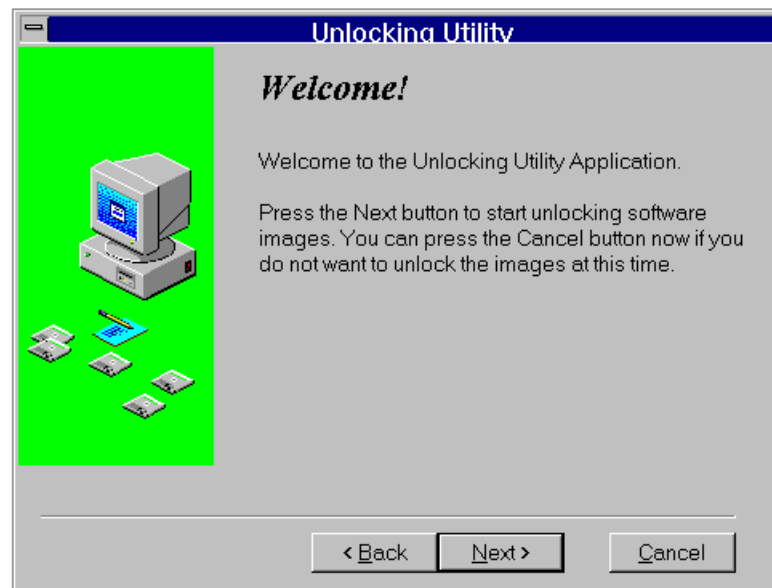 Unlocking Utility
Welcome!
Welcome to the Unlocking Utility Application.
Press the Next button to start unlocking software
images. You can press the Cancel button now if you
do not want to unlock the images at this time.
< Back Next > Cancel